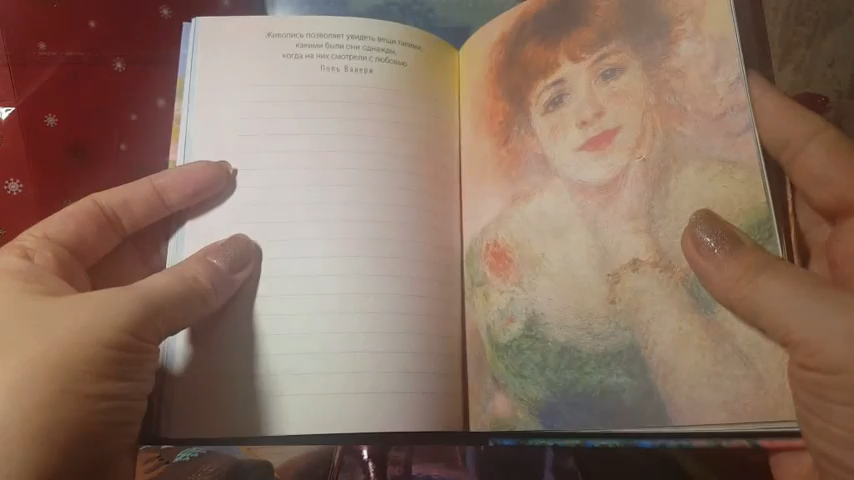 Живопись позволяет увидеть вещи такими,
какими были они однажды,
когда на них смотрели с любовью
Поль Валери